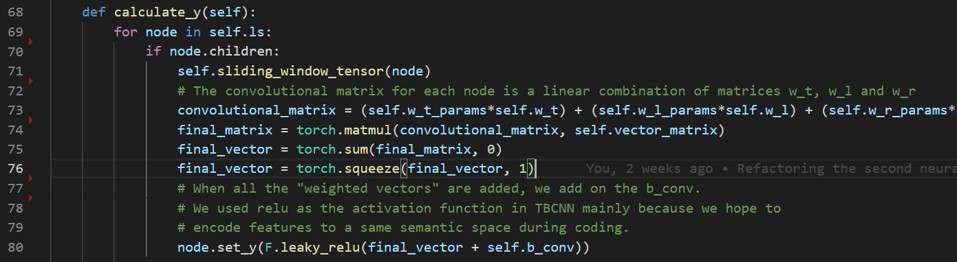 68 def calculate_y(self):
69 for node in self.ls:
70 if node.children:
71 self.sliding_window_tensor(node)
72 # The convolutional matrix for each node is a linear combination of matrices w_t, w_l and w_r
73 convolutional_matrix = (self.w_t_params*self.w_t) + (self.w_l_params*self.w_l) + (self.w_r_params*
74 final_matrix = torch.matmul(convolutional_matrix, self.vector_matrix)
75 final_vector = torch.sum(final_matrix, 0)
76 final_vector = torch.squeeze(final_vector, 1) You, 2 weeks ago • Refactoring the second neura
77 # When all the "weighted vectors" are added, we add on the b_conv.
78 # We used relu as the activation function in TBCNN mainly because we hope to
79 # encode features to a same semantic space during coding.
80 node.set_y(F.leaky_relu(final_vector + self.b_conv))